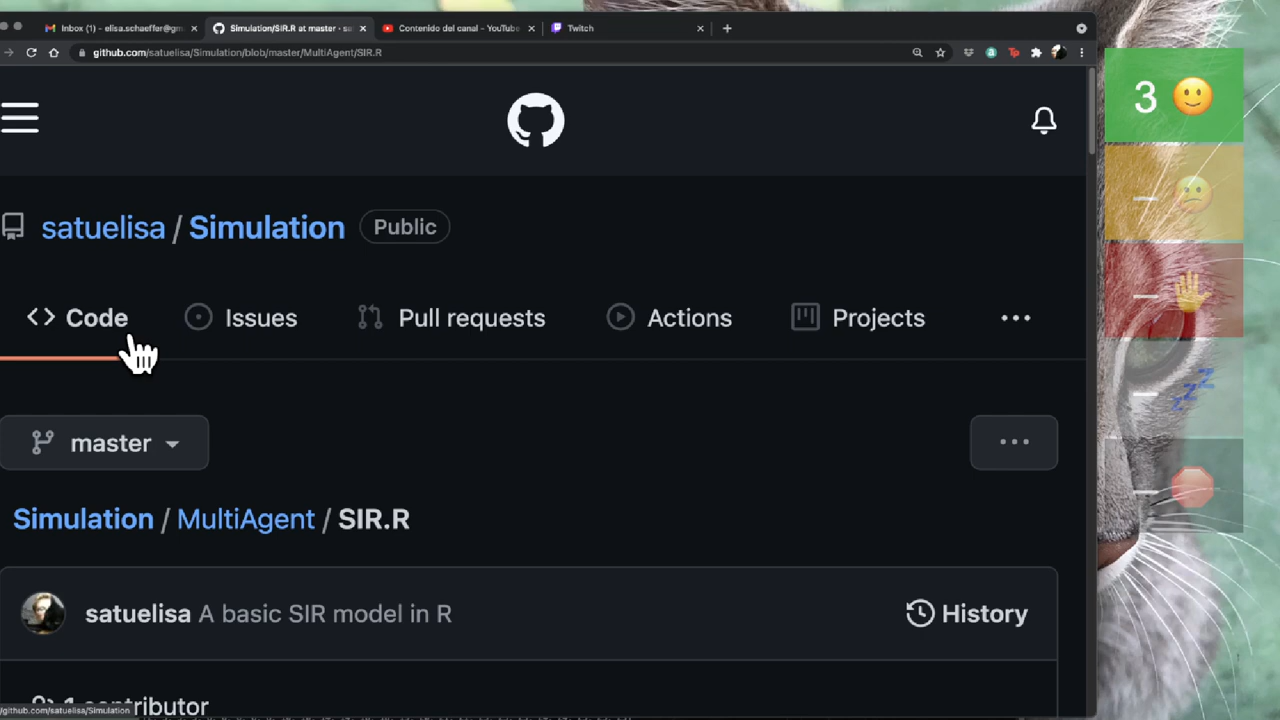 Inbox (1) - elisa.schaeffer@gm
Simulation/SIR.R at master · sa
Contenido del canal - YouTube
Twitch
github.com/satuelisa/Simulation/blob/master/MultiAgent/SIR.R
3
satuelisa / Simulation Public
Code Issues Pull requests Actions Projects
master
Simulation / MultiAgent / SIR.R
satuelisa A basic SIR model in R History
1 contributor
/github.com/satuelisa/Simulation